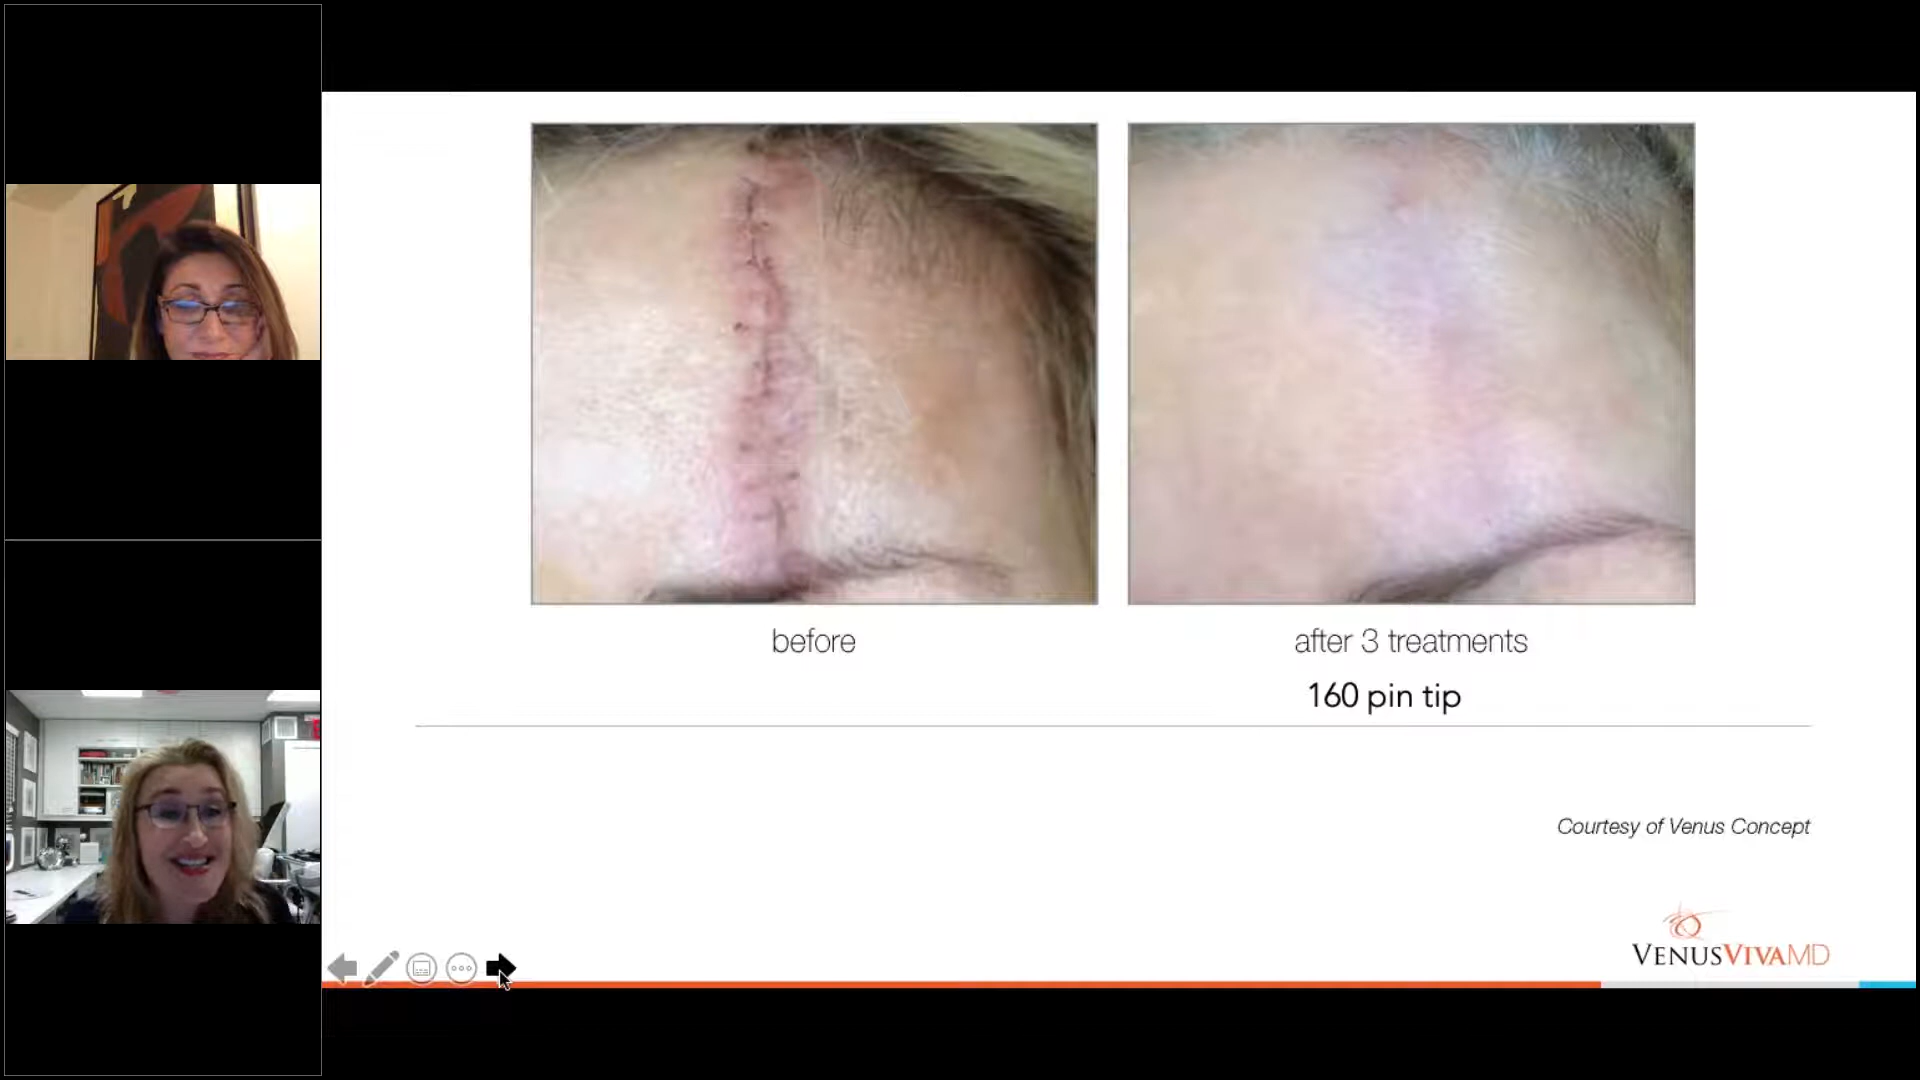 before
after 3 treatments
160 pin tip
Courtesy of Venus Concept
VENUSVIVAMD